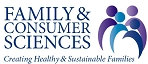 FAMILY &
CONSUMER
SCIENCES
Creating Healthy & Sustainable Families